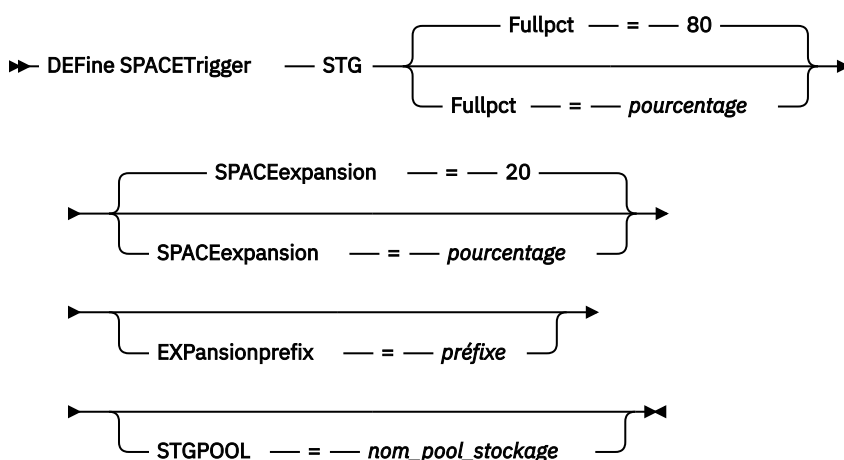 Fullpct = 80
DEFine SPACETrigger STG
Fullpct = pourcentage
SPACEexpansion = 20
SPACEexpansion = pourcentage
EXPansionprefix = préfixe
STGPOOL = nom_pool_stockage